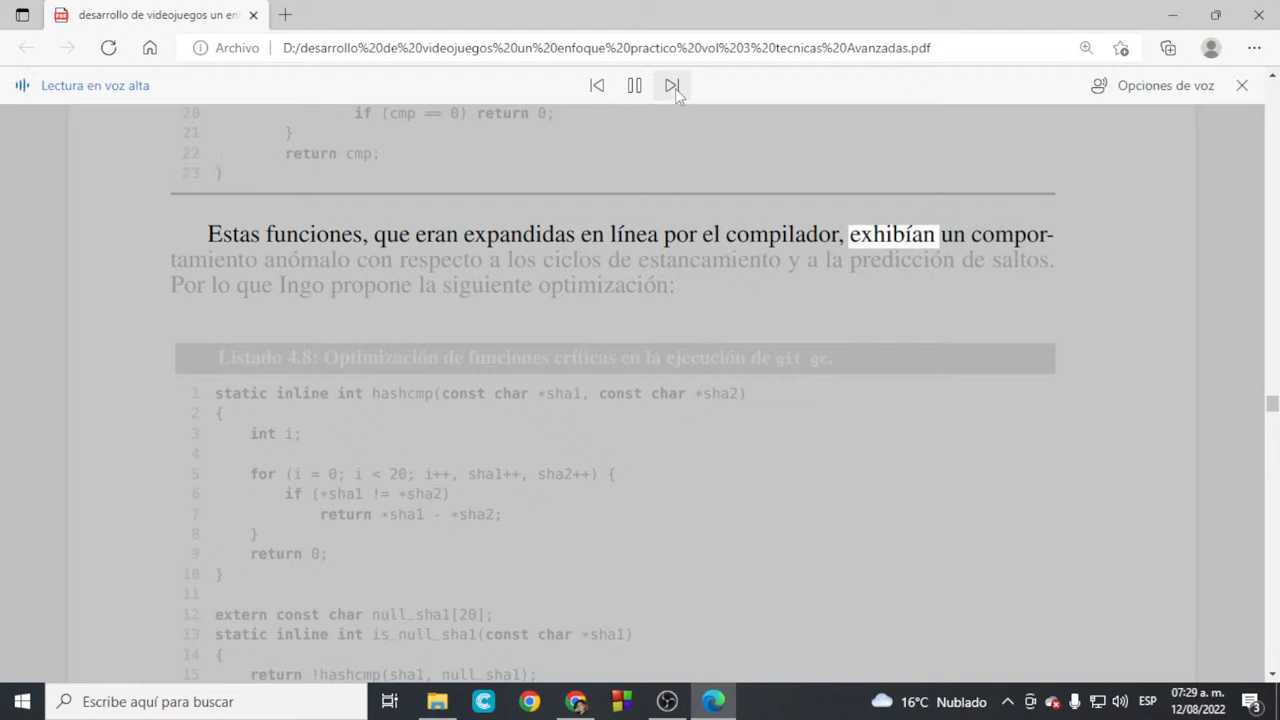 desarrollo de videojuegos un en
Archivo
D:/desarrollo%20de%20videojuegos%20un%20enfoque%20practico%20vol%203%20tecnicas%20Avanzadas.pdf
Lectura en voz alta
Opciones de voz
20 if (cmp == 0) return 0;
21 }
22 return cmp;
23 }
Estas funciones, que eran expandidas en línea por el compilador, exhibían un compor-
tamiento anómalo con respecto a los ciclos de estancamiento y a la predicción de saltos.
Por lo que Ingo propone la siguiente optimización:
Listado 4.8: Optimización de funciones críticas en la ejecución de git gc.
1 static inline int hashcmp(const char *sha1, const char *sha2)
2 {
3 int i;
4
5 for (i = 0; i < 20; i++, sha1++, sha2++) {
6 if (*sha1 != *sha2)
7 return *sha1 - *sha2;
8 }
9 return 0;
10 }
11
12 extern const char null_sha1[20];
13 static inline int is_null_sha1(const char *sha1)
14 {
15 return !hashcmp(sha1, null_sha1);
Escribe aquí para buscar
16°C Nublado
ESP
07:29 a. m.
12/08/2022
3